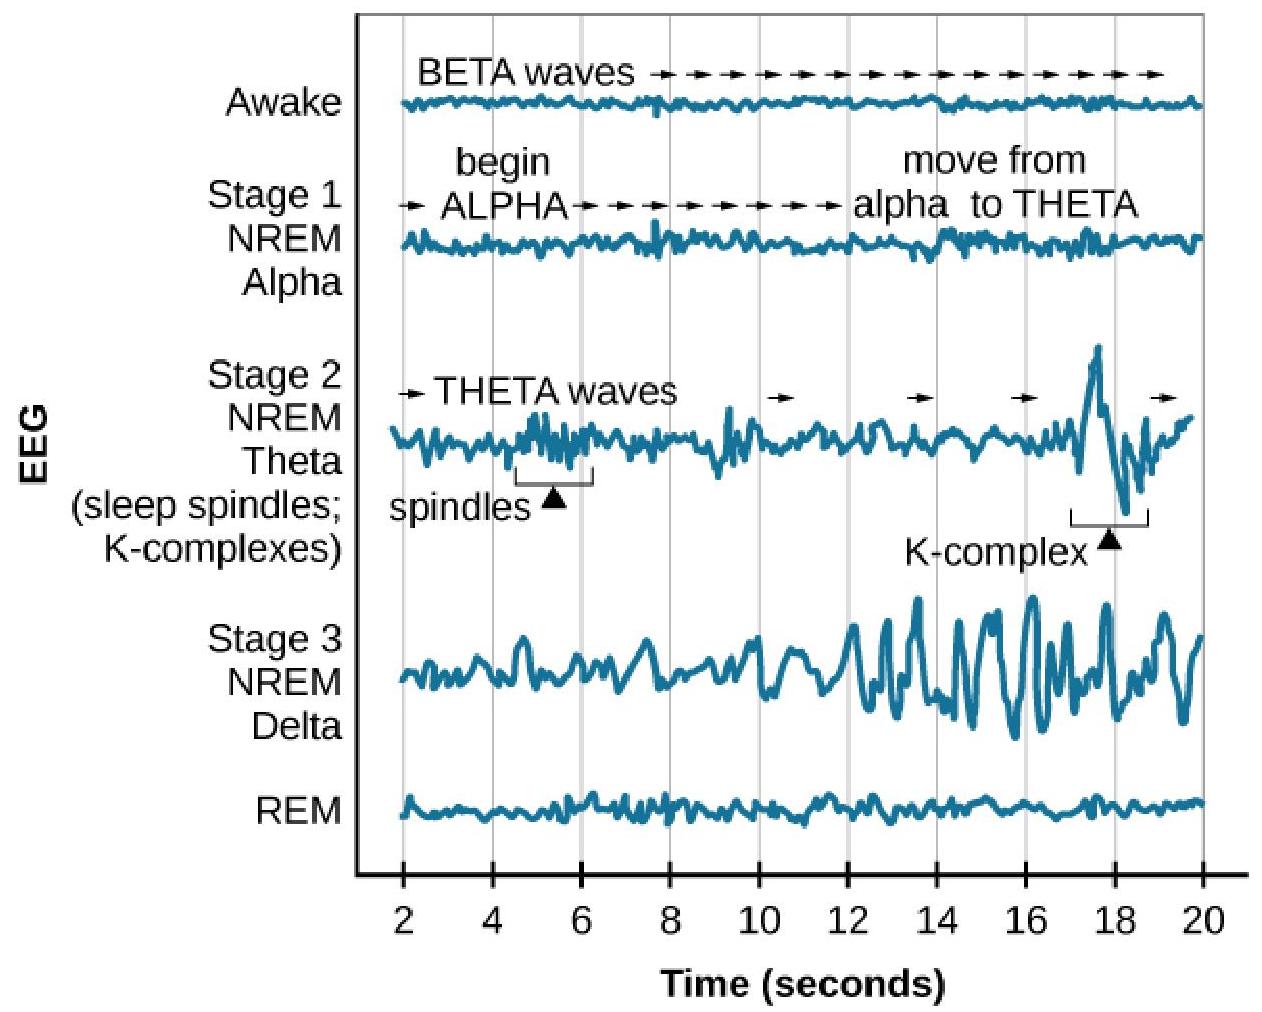 BETA waves
Awake
begin
ALPHA
move from
alpha to THETA
Stage 1
NREM
Alpha
Stage 2
NREM
Theta
(sleep spindles;
K-complexes)
THETA waves
spindles
K-complex
EEG
Stage 3
NREM
Delta
REM
2 4 6 8 10 12 14 16 18 20
Time (seconds)